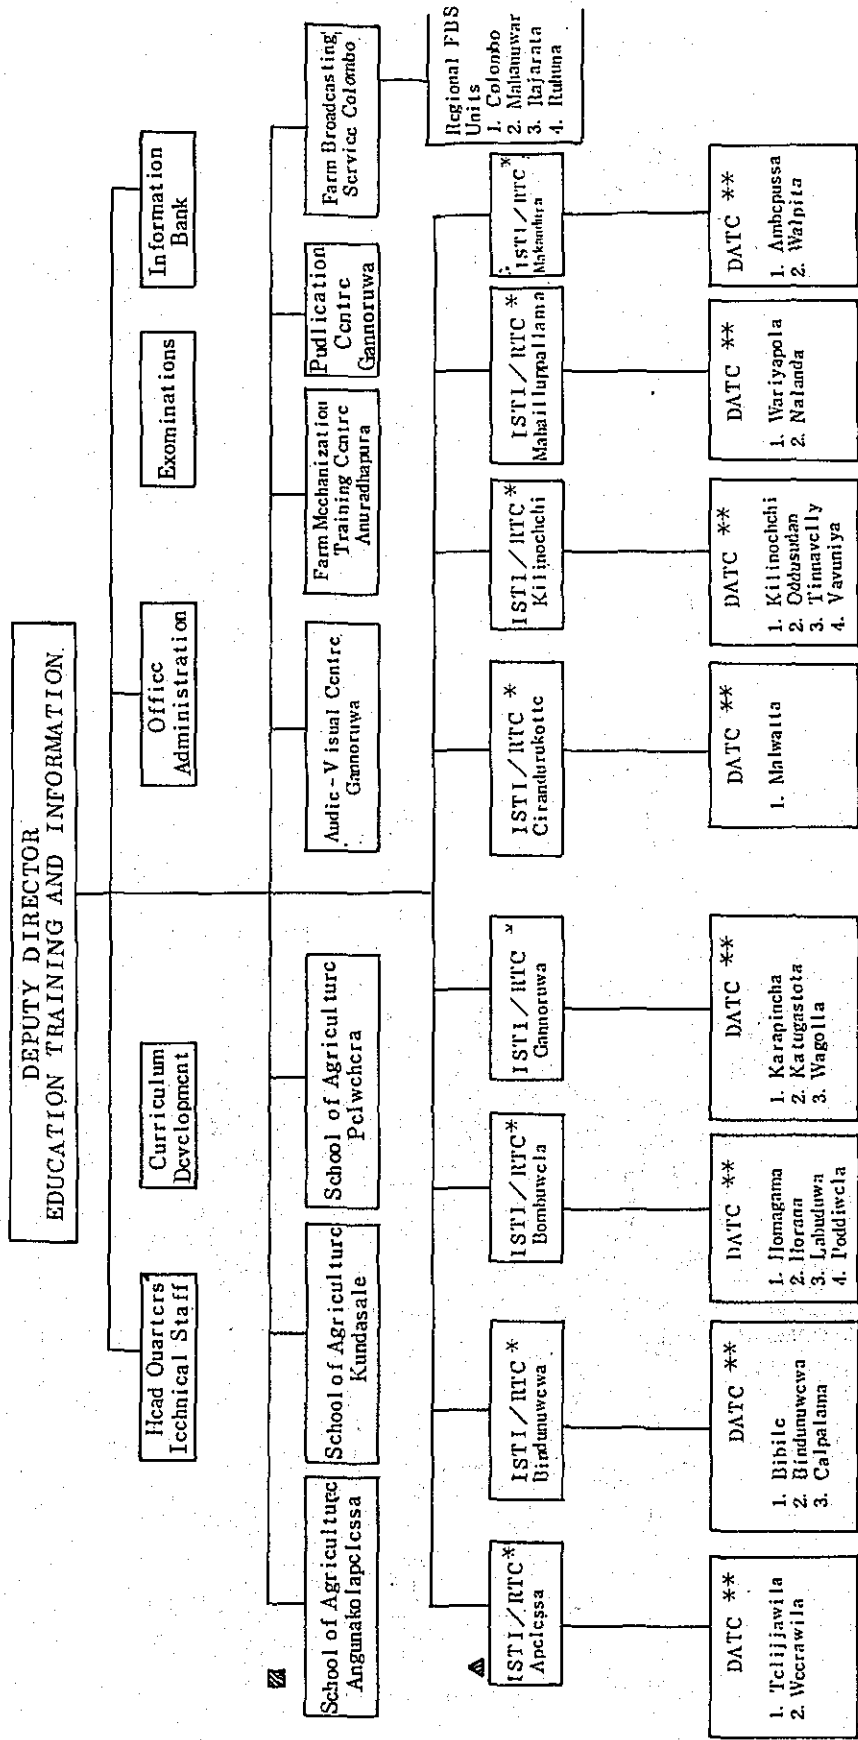 DEPUTY DIRECTOR
EDUCATION TRAINING AND INFORMATION
Head Quarters
Technical Staff
Curriculum
Development
Office
Administration
Exominations
Information
Bank
School of Agriculture
Angunakolapelessa
School of Agriculture
Kundasale
School of Agriculture
Pelwehera
Audic-Visual Centre
Gannoruwa
Farm Mechanization
Training Centre
Anuradhapura
Pudlication
Centre
Gannoruwa
Farm Broadcasting
Service Colombo
Regional FBS
Units
1. Colombo
2. Mahanuwar
3. Rajarata
4. Ruhuna
ISTI/RTC*
Apelessa
ISTI/RTC*
Bindunuwewa
ISTI/RTC*
Bombuwela
ISTI/RTC *
Gannoruwa
ISTI/RTC *
Cirandurukotte
ISTI/RTC*
Kilinochchi
ISTI/RTC *
Mahailluppallama
ISTI/RTC *
Makandura
DATC **
1. Telijjawila
2. Weerawila
DATC **
1. Bibile
2. Bindunuwewa
3. Calpalama
DATC **
1. Homagama
2. Horana
3. Labuduwa
4. Poddiwela
DATC **
1. Karapincha
2. Katugastota
3. Wagolla
DATC **
1. Malwatta
DATC **
1. Kilinochchi
2. Oddusudan
3. Tinnavelly
4. Vavuniya
DATC **
1. Wariyapola
2. Nalanda
DATC **
1. Ambepussa
2. Walpita